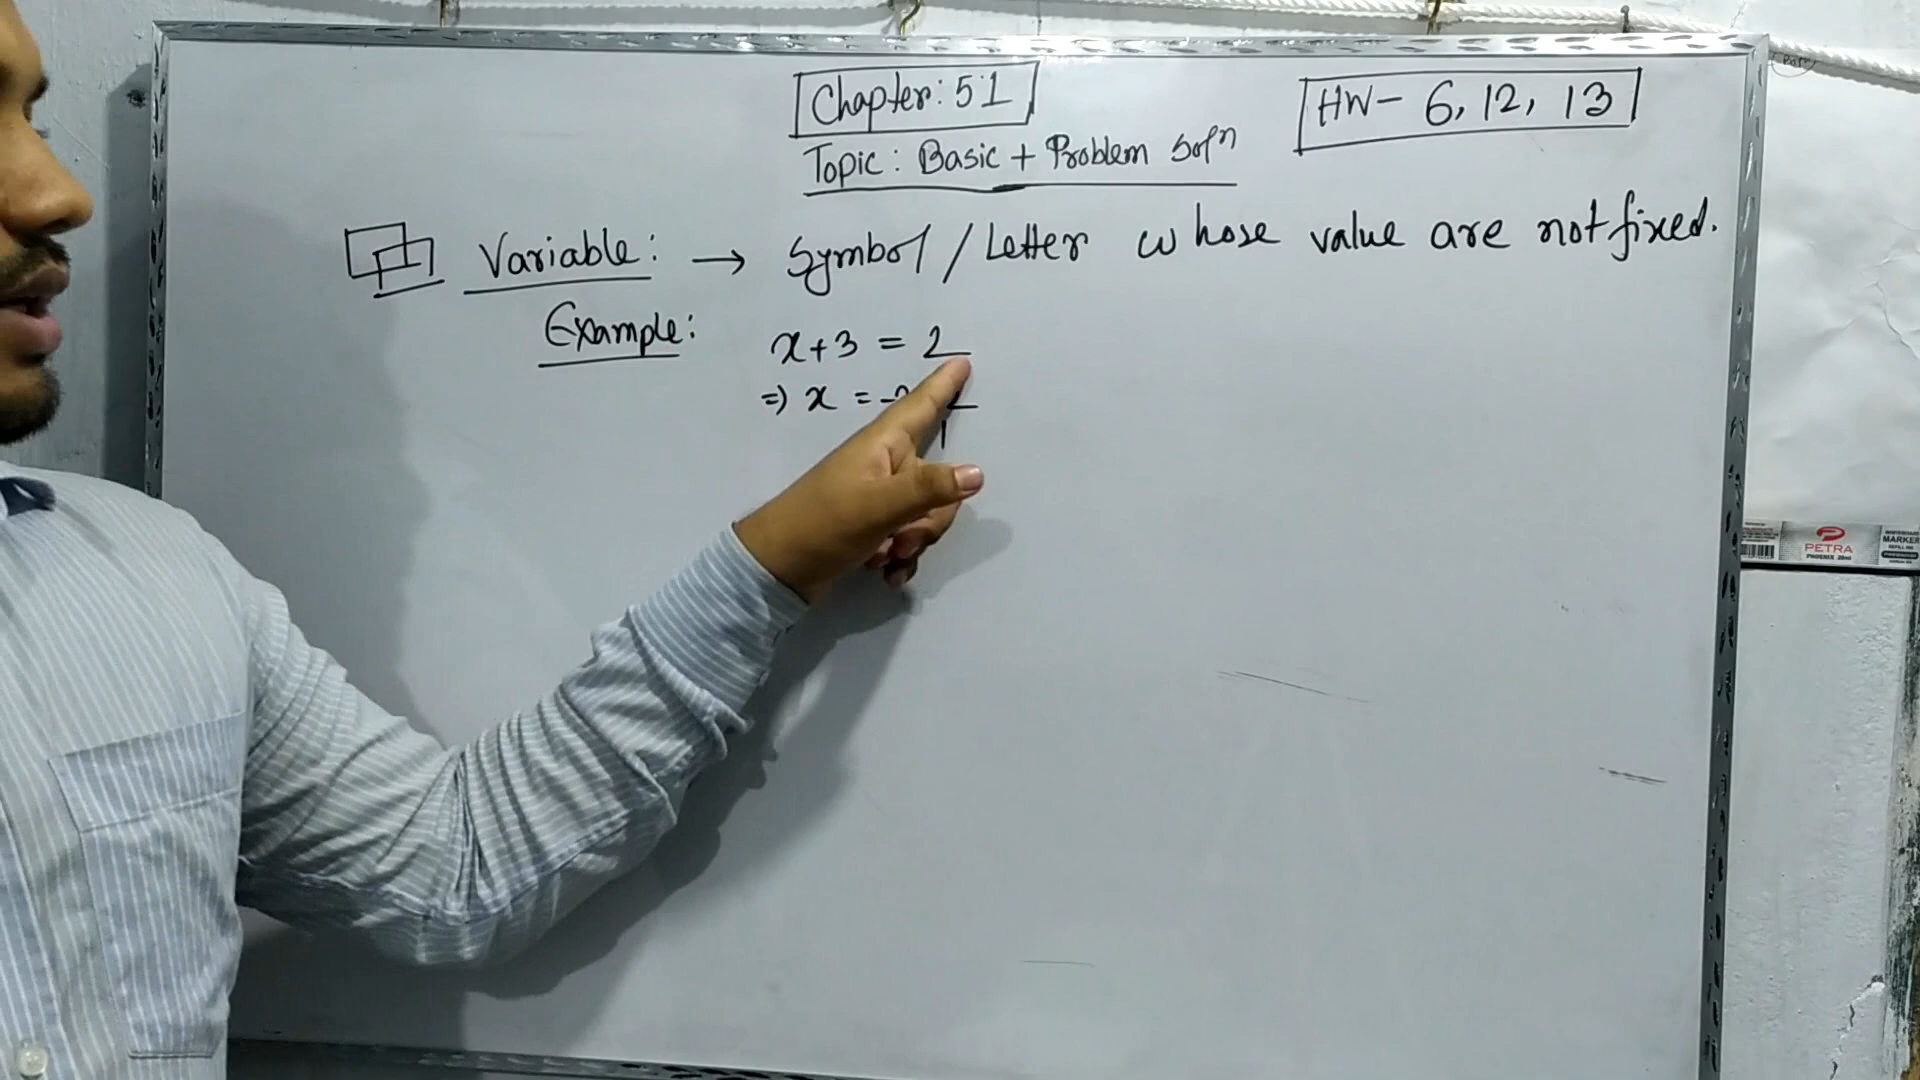 Chapter: 5.1
HW- 6, 12, 13
Topic: Basic + Problem Solⁿ
Variable: → Symbol / Letter whose value are not fixed.
Example: x+3 = 2
=) x =
PETRA
PHOENIX
MARKER